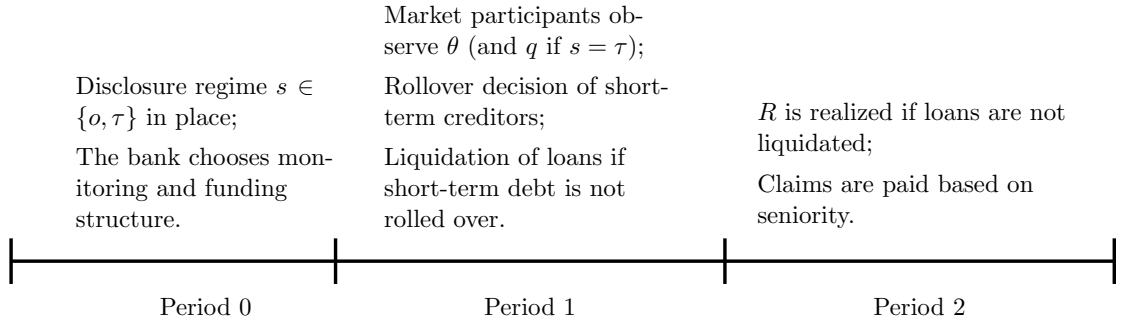 Disclosure regime s ∈
{o, τ} in place;
The bank chooses mon-
itoring and funding
structure.
Market participants ob-
serve θ (and q if s = τ);
Rollover decision of short-
term creditors;
Liquidation of loans if
short-term debt is not
rolled over.
R is realized if loans are not
liquidated;
Claims are paid based on
seniority.
Period 0
Period 1
Period 2